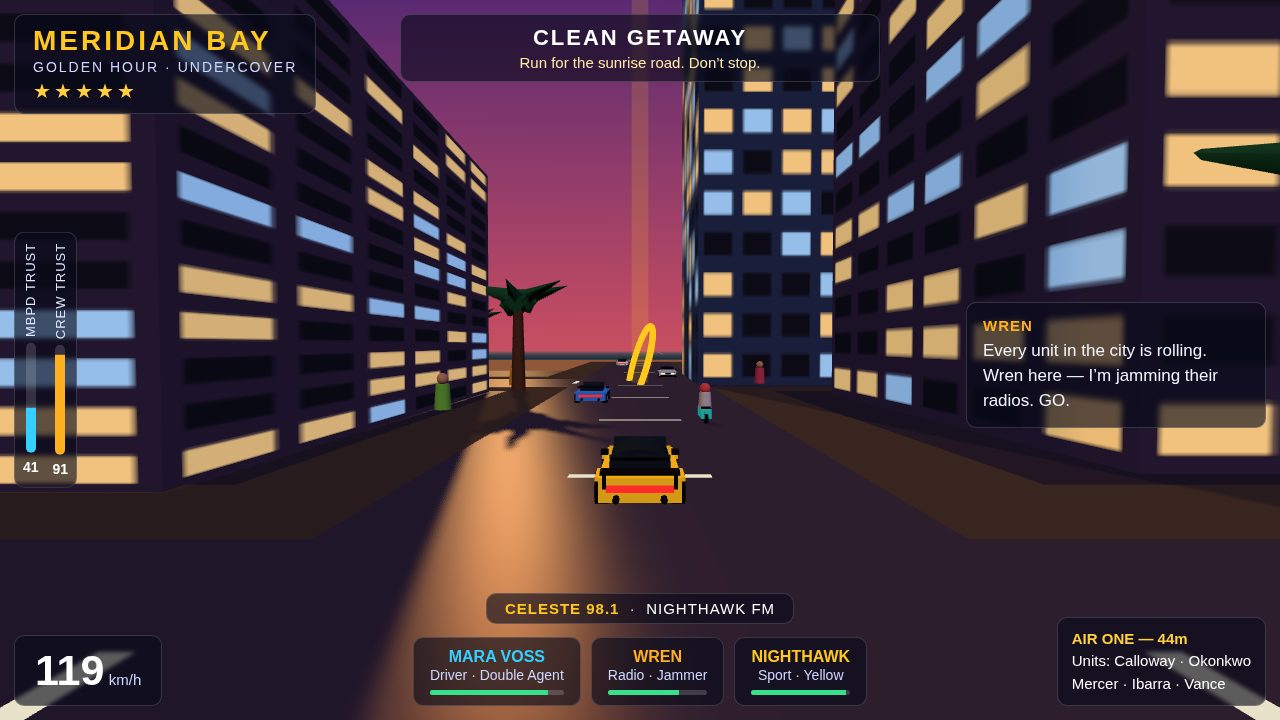 MERIDIAN BAY
GOLDEN HOUR · UNDERCOVER
★★★★★
CLEAN GETAWAY
Run for the sunrise road. Don't stop.
MBPD TRUST
41
CREW TRUST
91
WREN
Every unit in the city is rolling.
Wren here — I'm jamming their
radios. GO.
CELESTE 98.1 · NIGHTHAWK FM
119 km/h
MARA VOSS
Driver · Double Agent
WREN
Radio · Jammer
NIGHTHAWK
Sport · Yellow
AIR ONE — 44m
Units: Calloway · Okonkwo
Mercer · Ibarra · Vance